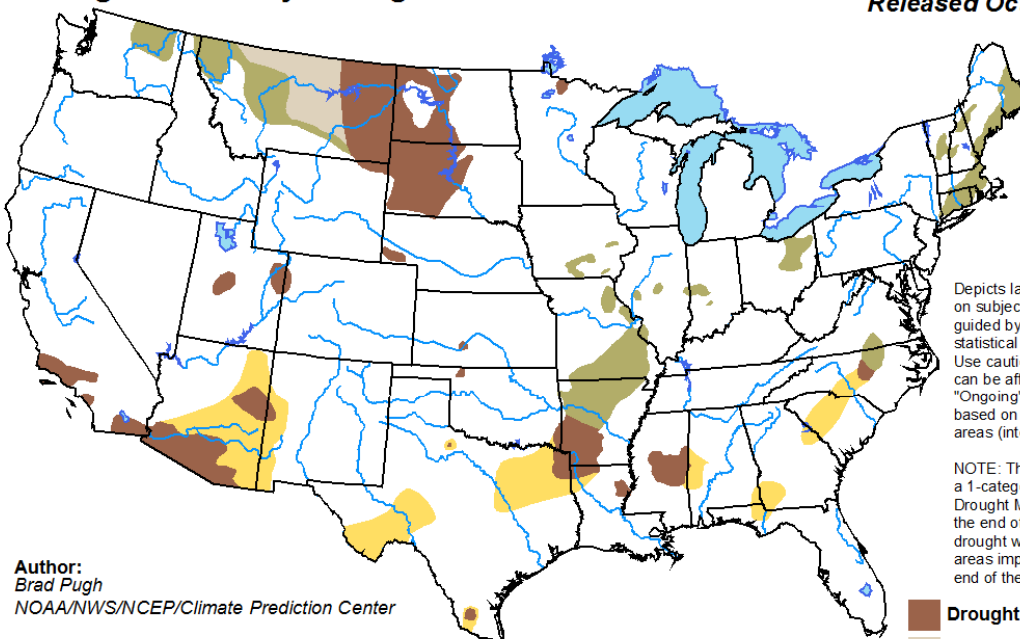 Released Oc
Depicts la
on subjec
guided by
statistical
Use cauti
can be aff
"Ongoing"
based on
areas (int
NOTE: Th
a 1-catego
Drought M
the end of
drought w
areas imp
end of the
Author:
Brad Pugh
NOAA/NWS/NCEP/Climate Prediction Center
Drought